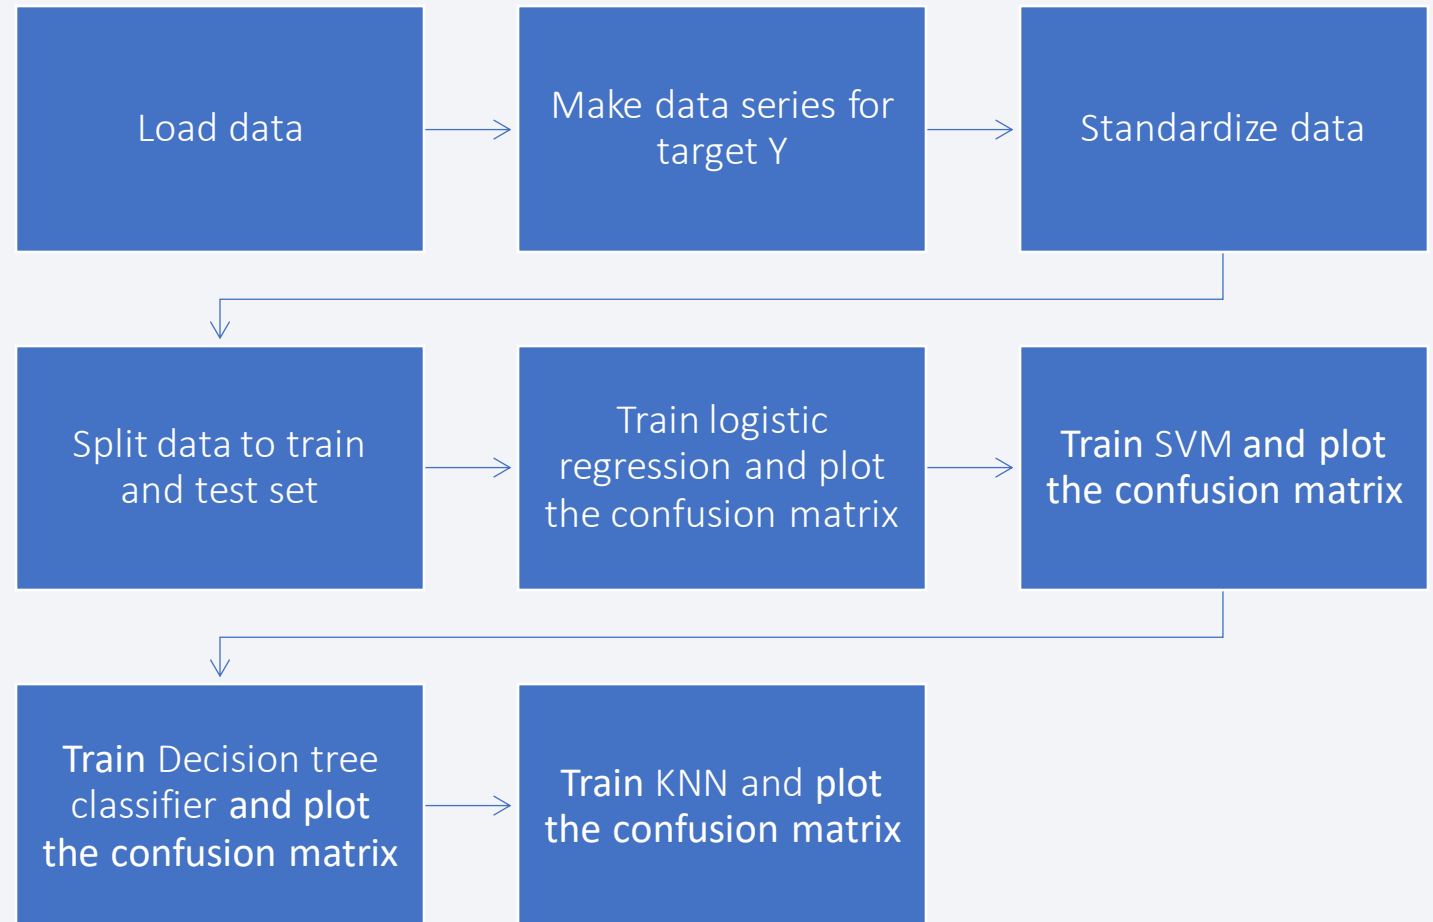 Load data
Make data series for
target Y
Standardize data
Split data to train
and test set
Train logistic
regression and plot
the confusion matrix
Train SVM and plot
the confusion matrix
Train Decision tree
classifier and plot
the confusion matrix
Train KNN and plot
the confusion matrix